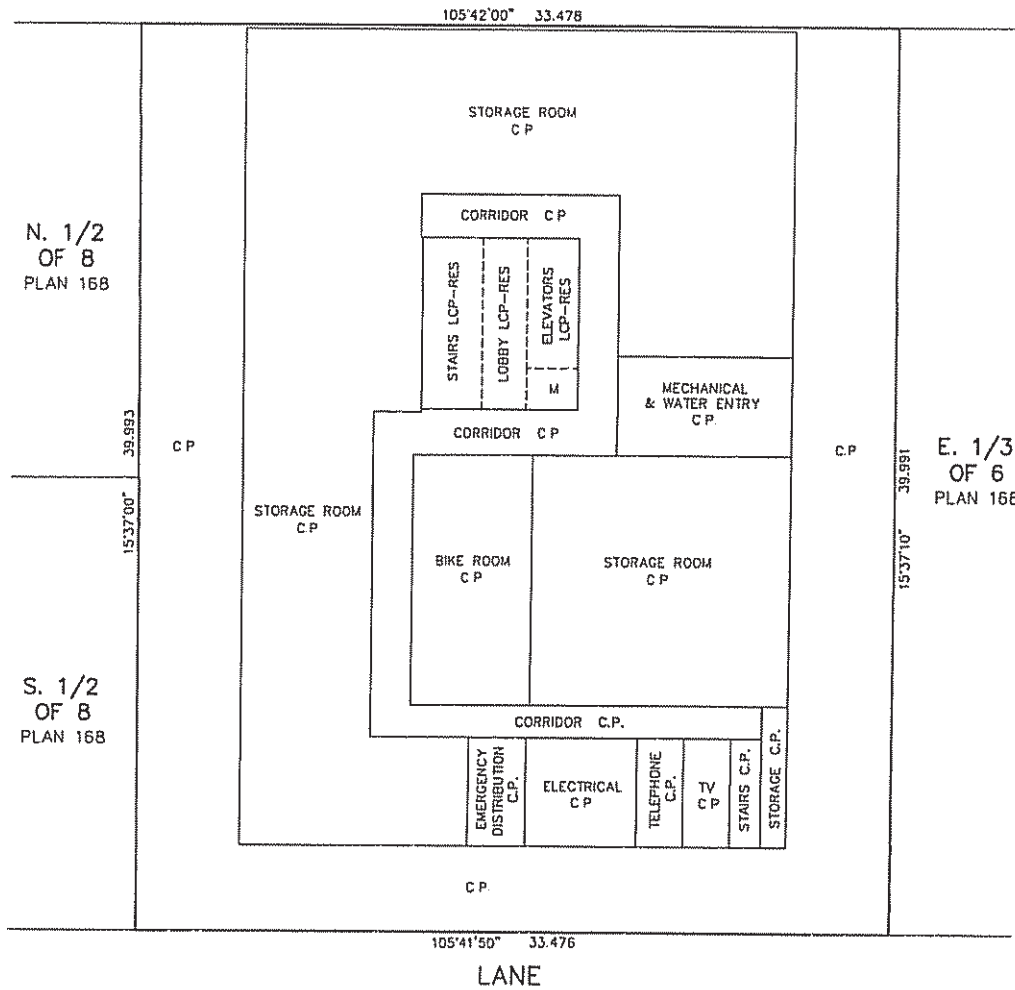 105°42'00" 33.478
STORAGE ROOM
C P
N. 1/2
OF 8
PLAN 168
CORRIDOR C P
STAIRS LCP-RES
LOBBY LCP-RES
ELEVATORS
LCP-RES
M
MECHANICAL
& WATER ENTRY
C P.
39.993
15°37'00"
C P
CORRIDOR C P
C.P
39.991
15°37'10"
E. 1/3
OF 6
PLAN 168
STORAGE ROOM
C.P
BIKE ROOM
C P
STORAGE ROOM
C P
S. 1/2
OF 8
PLAN 168
CORRIDOR C.P.
EMERGENCY
DISTRIBUTION
C.P.
ELECTRICAL
C P
TELEPHONE
C.P.
TV
C P
STAIRS C.P.
STORAGE C.P.
C P.
105°41'50" 33.476
LANE